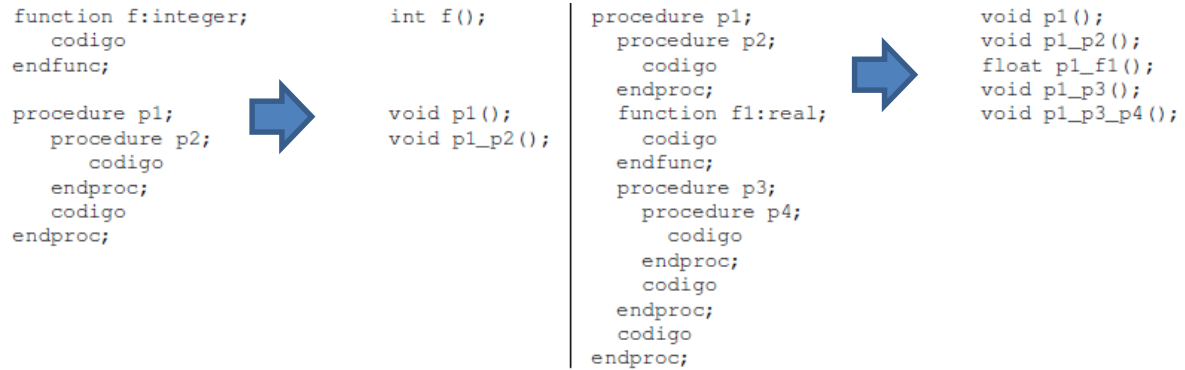 function f:integer;
codigo
endfunc;
procedure p1;
procedure p2;
codigo
endproc;
codigo
endproc;
int f();
void p1();
void p1_p2();
procedure p1;
procedure p2;
codigo
endproc;
function f1:real;
codigo
endfunc;
procedure p3;
procedure p4;
codigo
endproc;
codigo
endproc;
codigo
endproc;
void p1();
void p1_p2();
float p1_f1();
void p1_p3();
void p1_p3_p4();